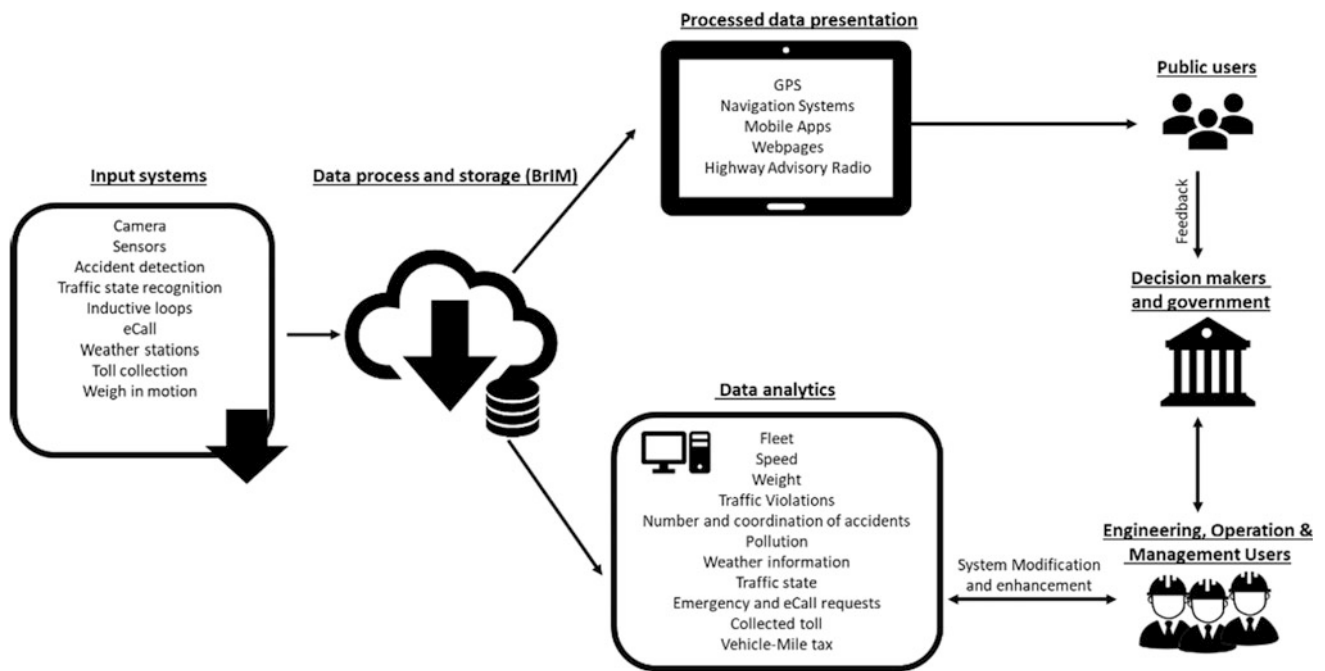 Input systems
Camera
Sensors
Accident detection
Traffic state recognition
Inductive loops
eCall
Weather stations
Toll collection
Weigh in motion
Data process and storage (BrIM)
Processed data presentation
GPS
Navigation Systems
Mobile Apps
Webpages
Highway Advisory Radio
Public users
Feedback
Decision makers
and government
Data analytics
Fleet
Speed
Weight
Traffic Violations
Number and coordination of accidents
Pollution
Weather information
Traffic state
Emergency and eCall requests
Collected toll
Vehicle-Mile tax
System Modification
and enhancement
Engineering, Operation &
Management Users